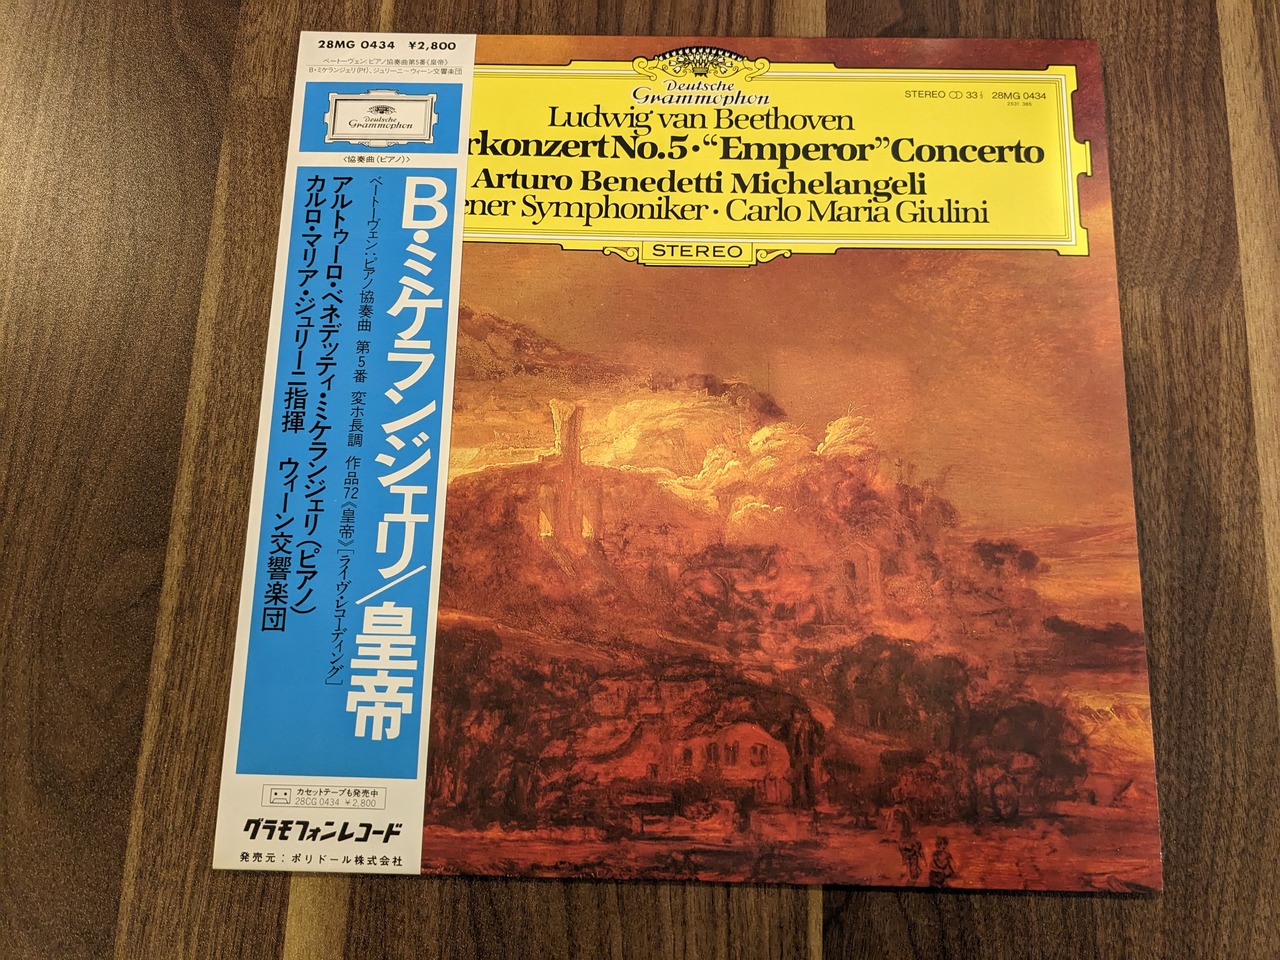 28MG 0434 ¥2,800
ベートーヴェン:ピアノ協奏曲第5番《皇帝》
B・ミケランジェリ(Pf)、ジュリーニ―ウィーン交響楽団
Deutsche
Grammophon
<協奏曲(ピアノ)>
B・ミケランジェリ/皇帝
ベートーヴェン:ピアノ協奏曲 第5番 変ホ長調 作品72《皇帝》[ライヴ・レコーディング]
アルトゥーロ・ベネデッティ・ミケランジェリ(ピアノ)
カルロ・マリア・ジュリーニ指揮 ウィーン交響楽団
カセットテープも発売中
28CG 0434 ¥2,800
グラモフォンレコード
発売元:ポリドール株式会社
Deutsche
Grammophon
STEREO 33⅓ 28MG 0434
2531 385
Ludwig van Beethoven
rkonzert No.5·“Emperor” Concerto
Arturo Benedetti Michelangeli
ener Symphoniker · Carlo Maria Giulini
STEREO